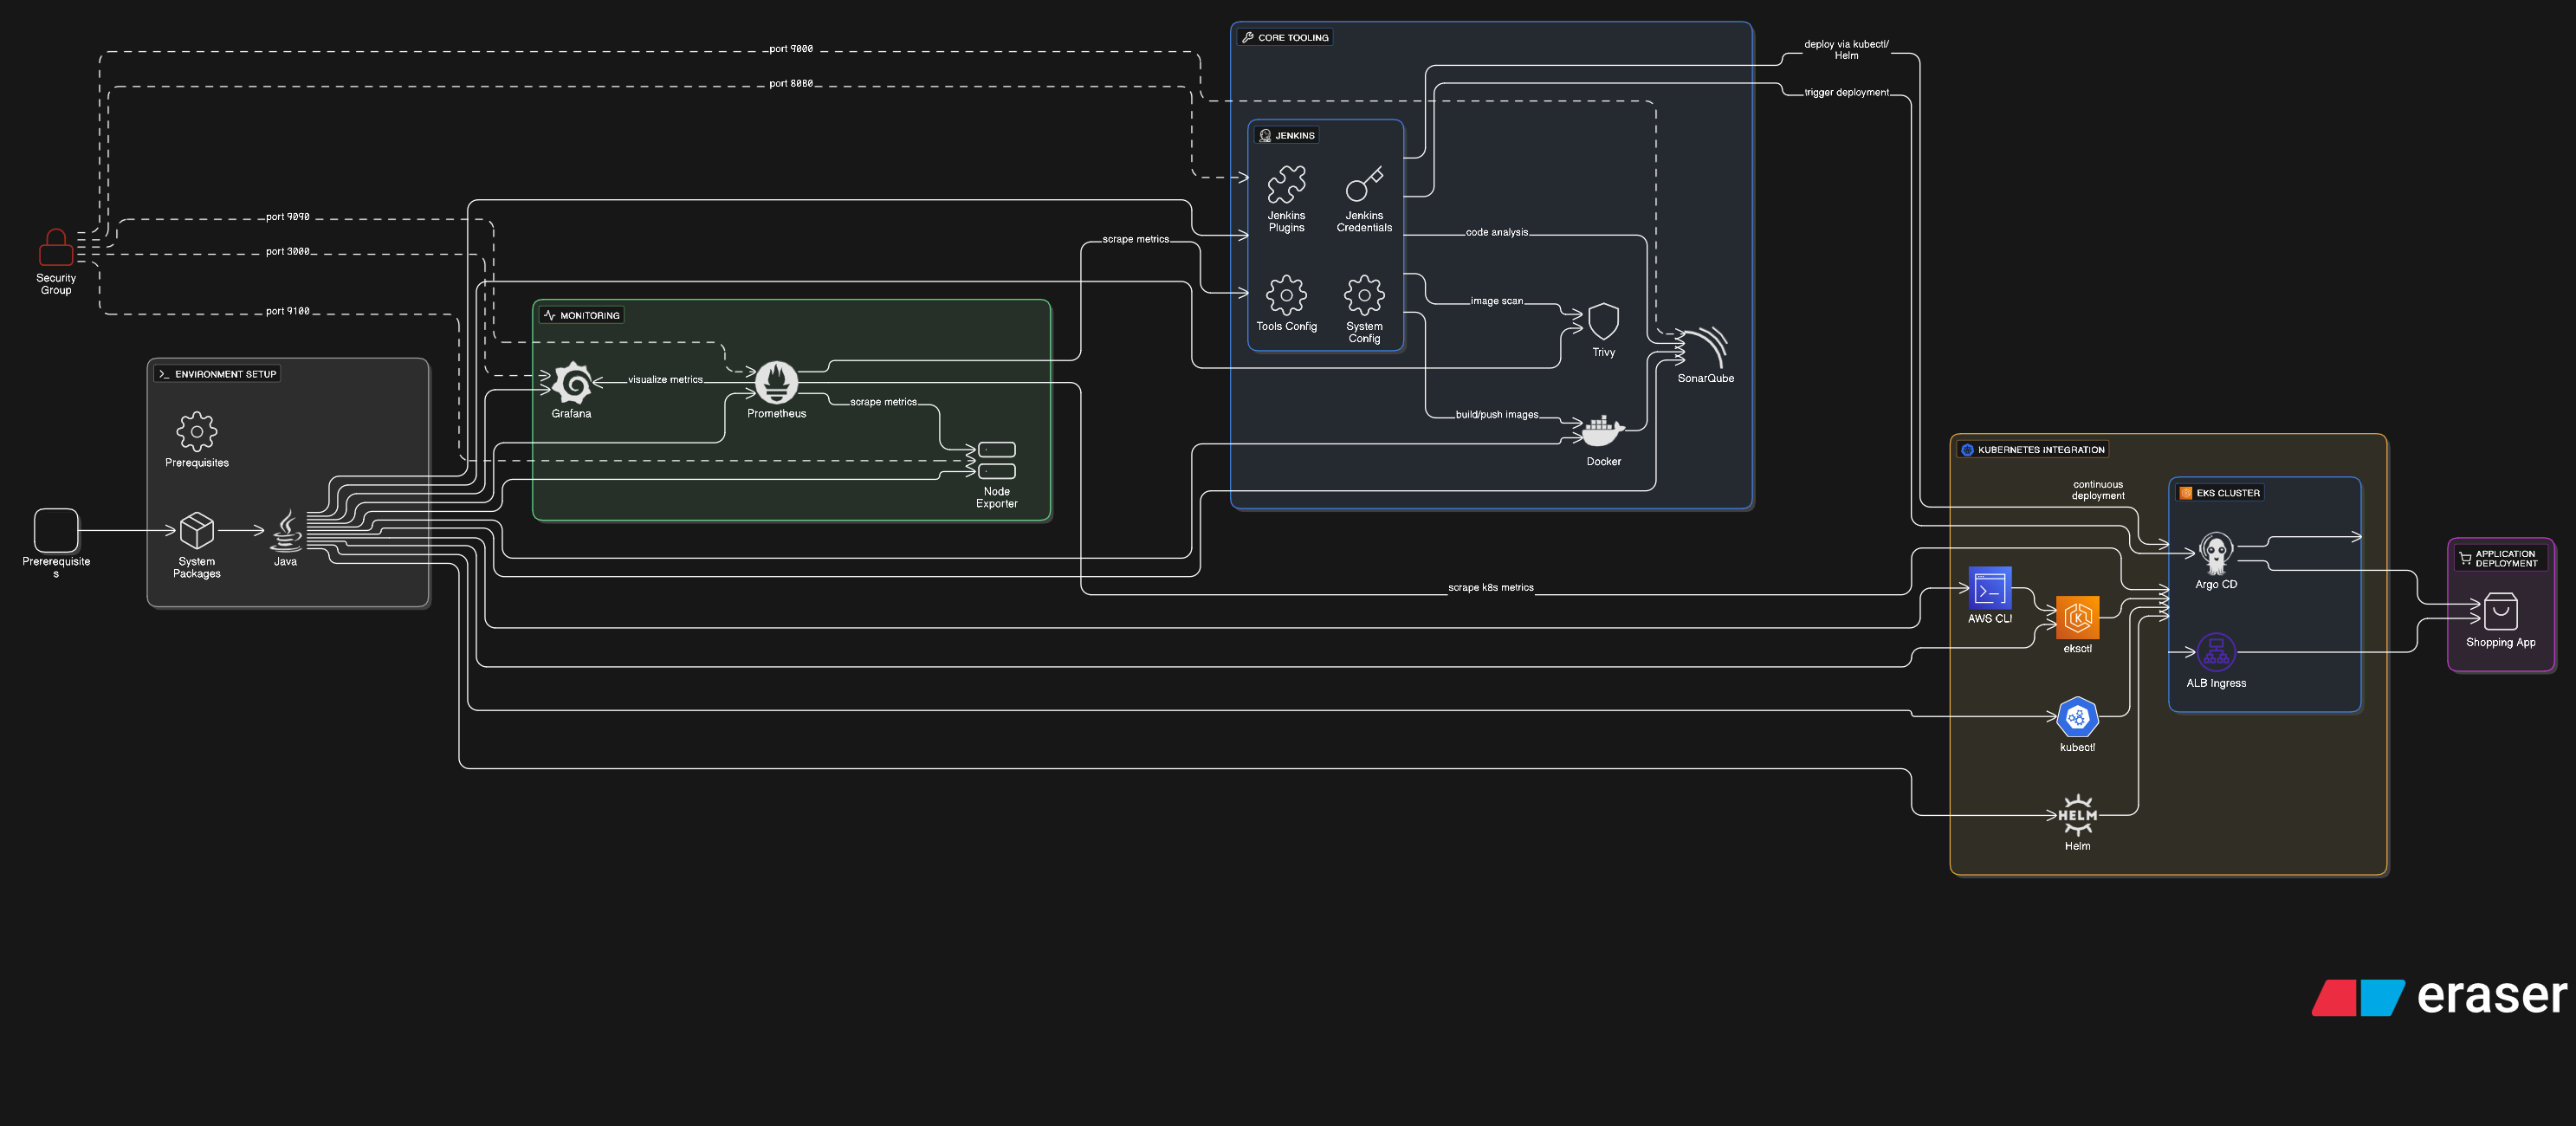 port 9000
port 8080
port 9090
port 3000
port 9100
Security
Group
ENVIRONMENT SETUP
Prerequisites
Prererequisite
s
System
Packages
Java
MONITORING
Grafana
visualize metrics
Prometheus
scrape metrics
Node
Exporter
scrape metrics
CORE TOOLING
JENKINS
Jenkins
Plugins
Jenkins
Credentials
Tools Config
System
Config
code analysis
image scan
build/push images
Trivy
SonarQube
Docker
deploy via kubectl/
Helm
trigger deployment
scrape k8s metrics
KUBERNETES INTEGRATION
continuous
deployment
EKS CLUSTER
Argo CD
ALB Ingress
AWS CLI
eksctl
kubectl
HELM
Helm
APPLICATION
DEPLOYMENT
Shopping App
eraser